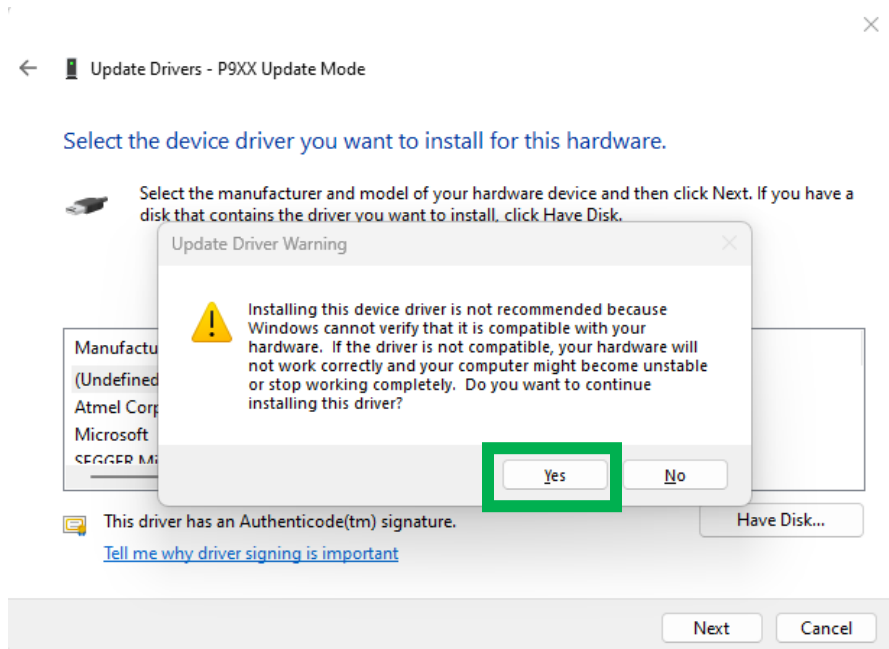 Update Drivers - P9XX Update Mode
Select the device driver you want to install for this hardware.
Select the manufacturer and model of your hardware device and then click Next. If you have a
disk that contains the driver you want to install, click Have Disk.
Update Driver Warning
Installing this device driver is not recommended because
Windows cannot verify that it is compatible with your
hardware.  If the driver is not compatible, your hardware will
not work correctly and your computer might become unstable
or stop working completely.  Do you want to continue
installing this driver?
Yes
No
Manufactu
(Undefined
Atmel Corp
Microsoft
SEGGER Mi
This driver has an Authenticode(tm) signature.
Have Disk...
Tell me why driver signing is important
Next
Cancel